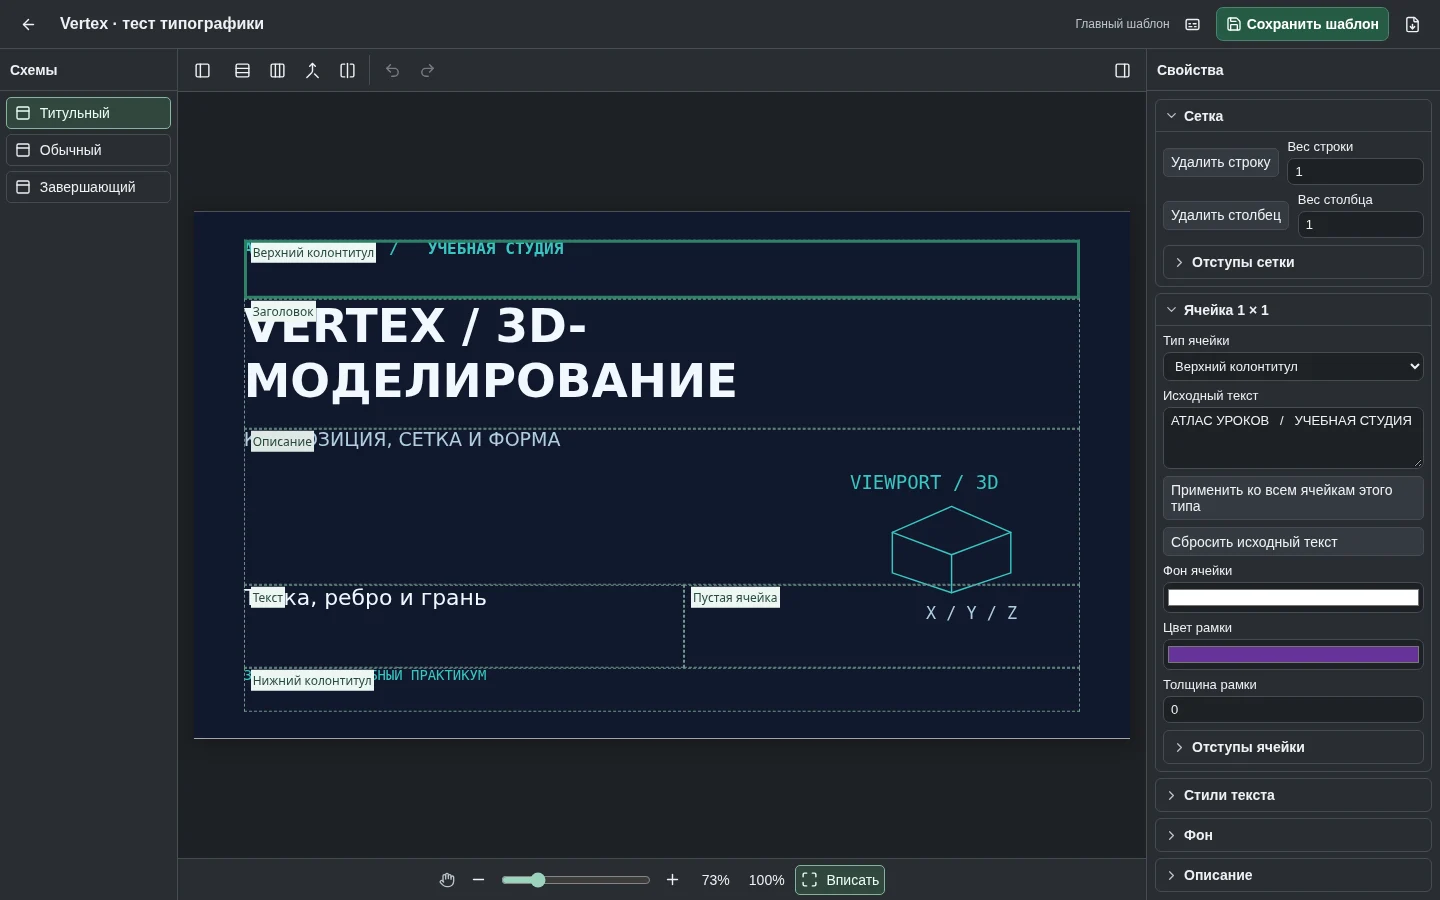 Vertex · тест типографики
Главный шаблон
Сохранить шаблон
Схемы
Титульный
Обычный
Завершающий
Верхний колонтитул
/ УЧЕБНАЯ СТУДИЯ
Заголовок
VERTEX / 3D-
МОДЕЛИРОВАНИЕ
Описание
ЗИЦИЯ, СЕТКА И ФОРМА
VIEWPORT / 3D
Текст
ка, ребро и грань
Пустая ячейка
X / Y / Z
Нижний колонтитул
ПРАКТИКУМ
73%
100%
Вписать
Свойства
Сетка
Удалить строку
Вес строки
1
Удалить столбец
Вес столбца
1
Отступы сетки
Ячейка 1 × 1
Тип ячейки
Верхний колонтитул
Исходный текст
АТЛАС УРОКОВ / УЧЕБНАЯ СТУДИЯ
Применить ко всем ячейкам этого
типа
Сбросить исходный текст
Фон ячейки
Цвет рамки
Толщина рамки
0
Отступы ячейки
Стили текста
Фон
Описание